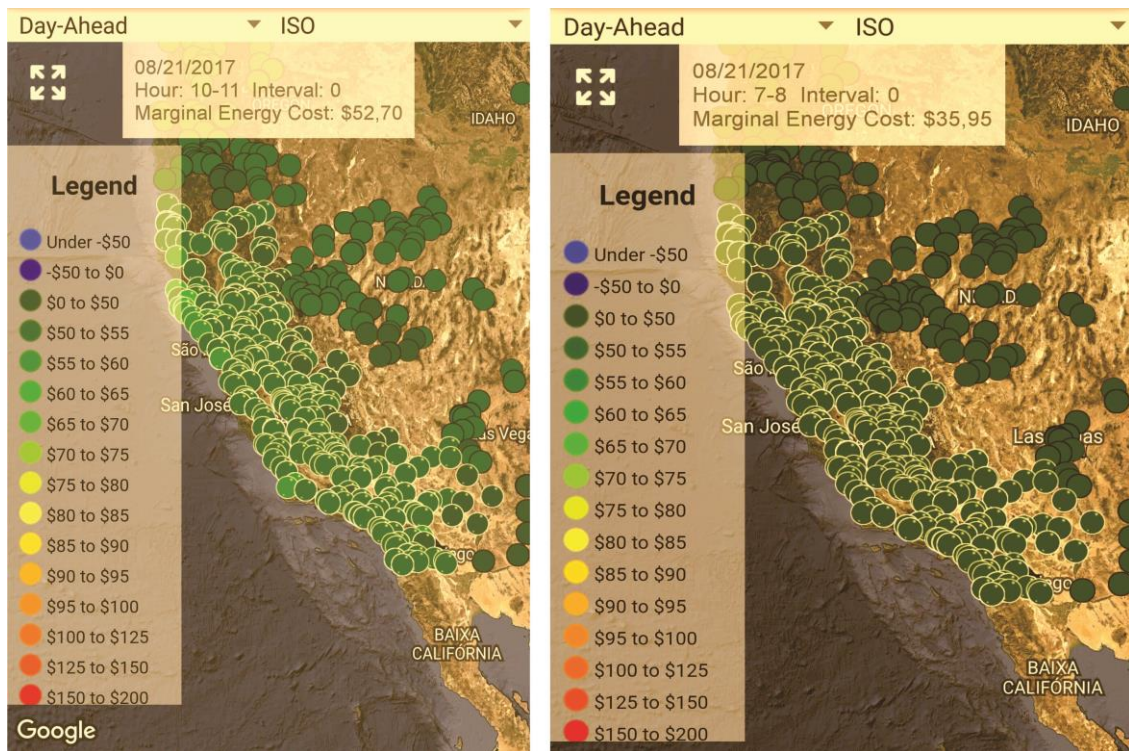 Day-Ahead ISO
08/21/2017
Hour: 10-11 Interval: 0
Marginal Energy Cost: $52,70
IDAHO
Legend
Under -$50
-$50 to $0
$0 to $50
$50 to $55
$55 to $60
$60 to $65
$65 to $70
$70 to $75
$75 to $80
$80 to $85
$85 to $90
$90 to $95
$95 to $100
$100 to $125
$125 to $150
$150 to $200
São
San José
BAIXA
CALIFÓRNIA
Google
Day-Ahead ISO
08/21/2017
Hour: 7-8 Interval: 0
Marginal Energy Cost: $35,95
IDAHO
Legend
Under -$50
-$50 to $0
$0 to $50
$50 to $55
$55 to $60
$60 to $65
$65 to $70
$70 to $75
$75 to $80
$80 to $85
$85 to $90
$90 to $95
$95 to $100
$100 to $125
$125 to $150
$150 to $200
São
San José
BAIXA
CALIFÓRNIA